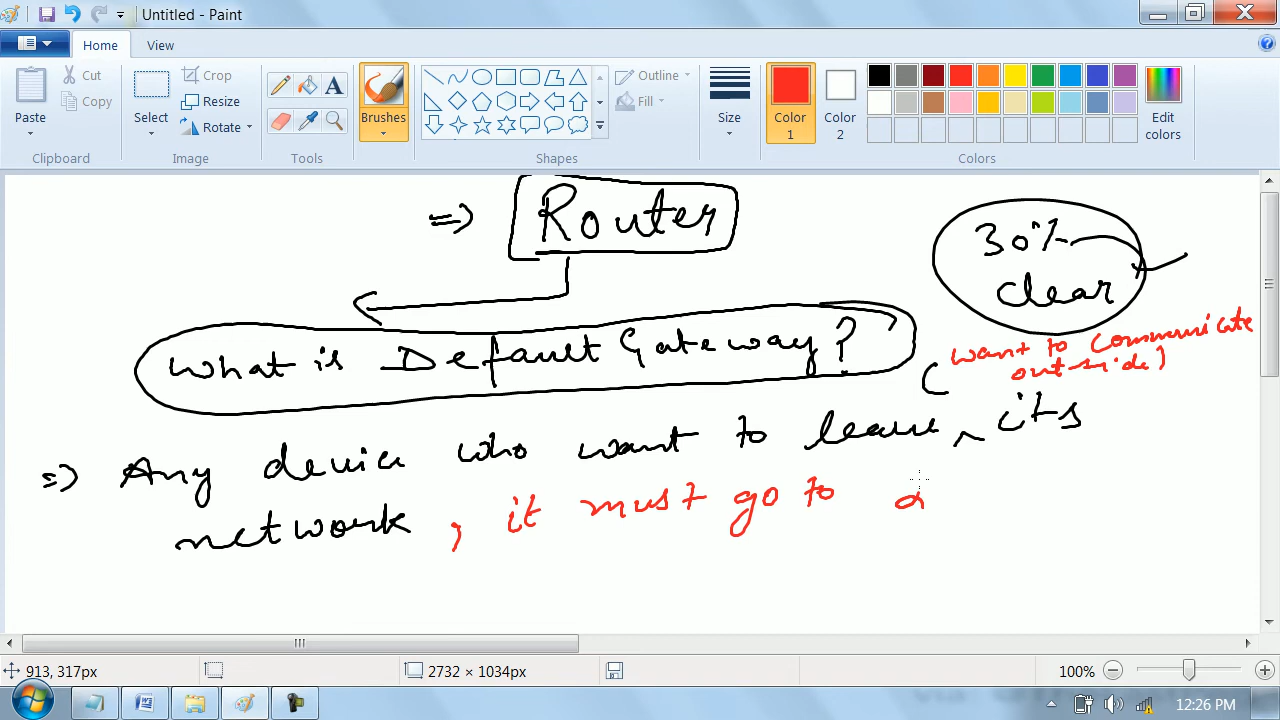 Untitled - Paint
Home View
Cut
Copy
Paste
Clipboard
Select
Crop
Resize
Rotate
Image
Tools
Brushes
Shapes
Outline
Fill
Size
Color 1
Color 2
Edit colors
Colors
=> Router
30%
clear
What is Default Gateway?
( want to communicate
outside)
=> Any device who want to leave ^ its
network, it must go to a
913, 317px
2732 × 1034px
100%
12:26 PM